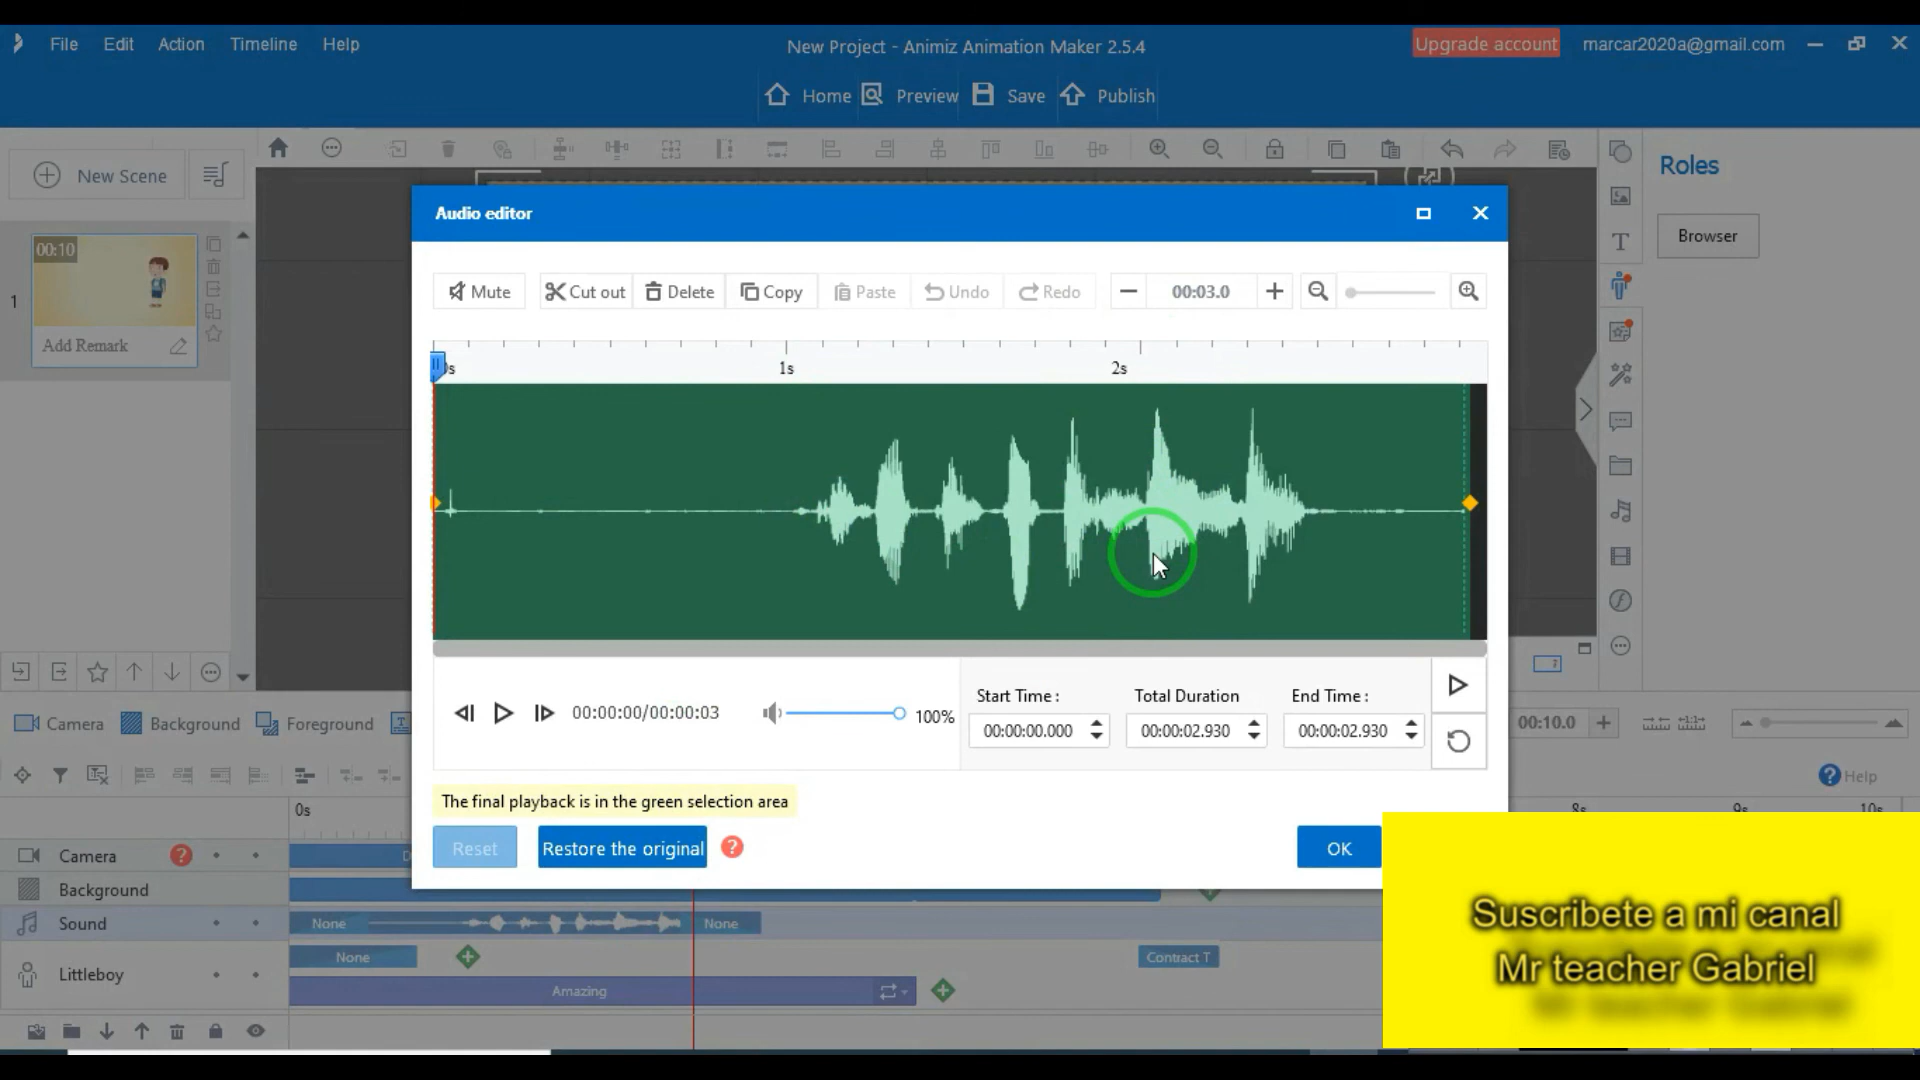 File Edit Action Timeline Help
New Project - Animiz Animation Maker 2.5.4
Upgrade account marcar2020a@gmail.com
Home Preview Save Publish
New Scene
Roles
Browser
00:10
1
Add Remark
Audio editor
Mute Cut out Delete Copy Paste Undo Redo 00:03.0
1s 2s
00:00:00/00:00:03 100%
Start Time : Total Duration End Time :
00:00:00.000 00:00:02.930 00:00:02.930
The final playback is in the green selection area
Reset Restore the original OK
Camera Background Foreground
00:10.0
Help
0s 8s 9s 10s
Camera
Background
Sound None None
Littleboy None Contract T
Amazing
Suscribete a mi canal
Mr teacher Gabriel